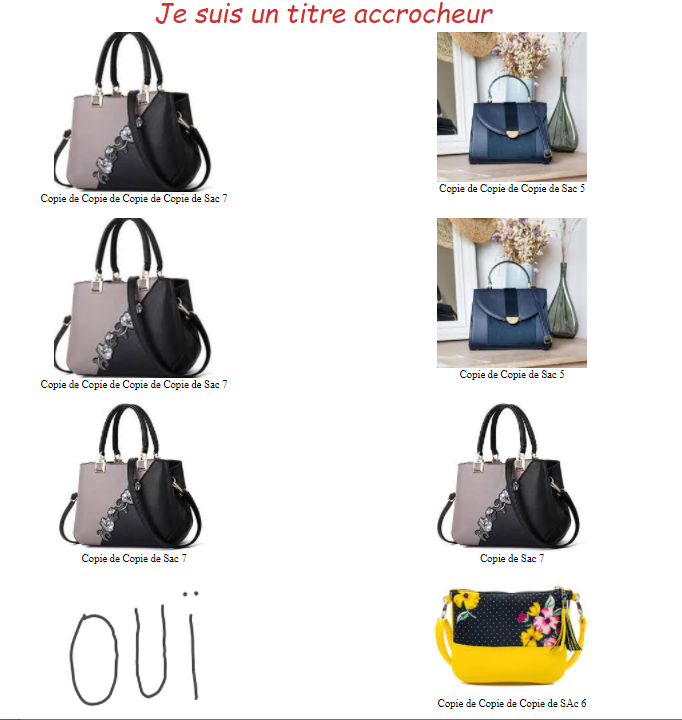 Je suis un titre accrocheur
Copie de Copie de Copie de Copie de Sac 7
Copie de Copie de Copie de Sac 5
Copie de Copie de Copie de Copie de Sac 7
Copie de Copie de Sac 5
Copie de Copie de Sac 7
Copie de Sac 7
OUÏ
Copie de Copie de Copie de SAc 6